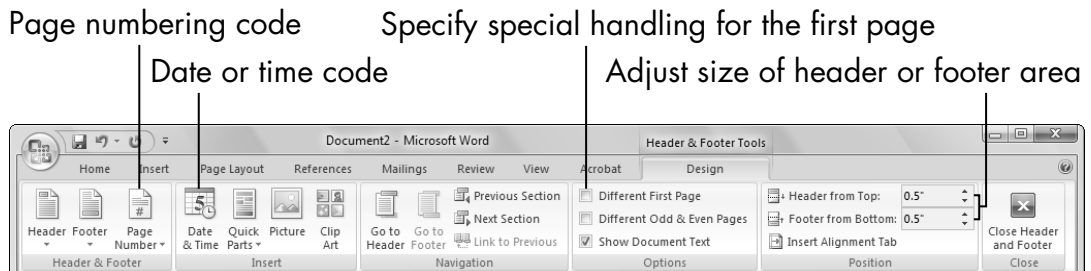 Page numbering code
Specify special handling for the first page
Date or time code
Adjust size of header or footer area
Document2 - Microsoft Word
Header & Footer Tools
Home Insert Page Layout References Mailings Review View Acrobat Design
Header Footer Page Number
Date & Time Quick Parts Picture Clip Art
Go to Header Go to Footer
Previous Section
Next Section
Link to Previous
Different First Page
Different Odd & Even Pages
Show Document Text
Header from Top: 0.5"
Footer from Bottom: 0.5"
Insert Alignment Tab
Close Header and Footer
Header & Footer Insert Navigation Options Position Close